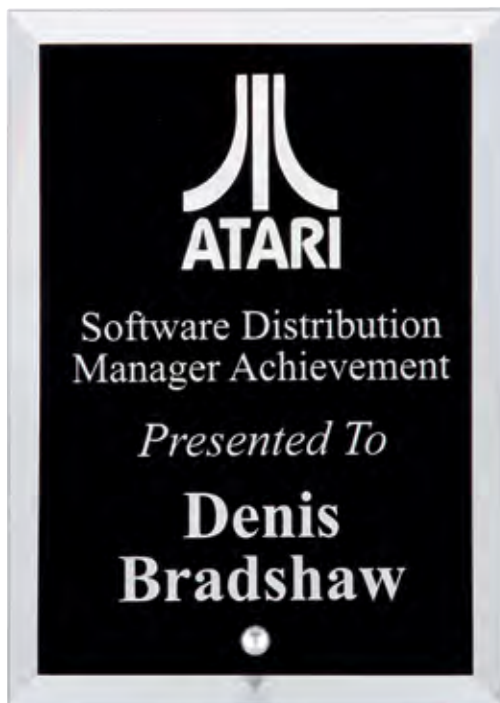 ATARI
Software Distribution
Manager Achievement
Presented To
Denis
Bradshaw